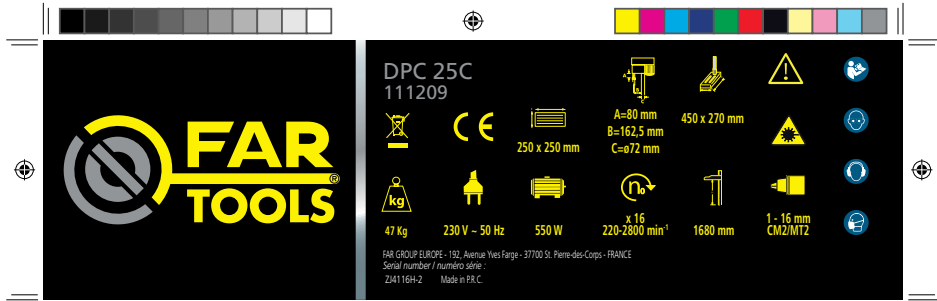 FAR
TOOLS
®
DPC 25C
111209
CE
250 x 250 mm
A
B
C
A=80 mm
B=162,5 mm
C=ø72 mm
450 x 270 mm
kg
47 Kg
230 V ~ 50 Hz
550 W
n₀
x 16
220-2800 min⁻¹
1680 mm
1 - 16 mm
CM2/MT2
FAR GROUP EUROPE - 192, Avenue Yves Farge - 37700 St. Pierre-des-Corps - FRANCE
Serial number / numéro série :
ZJ4116H-2 Made in P.R.C.